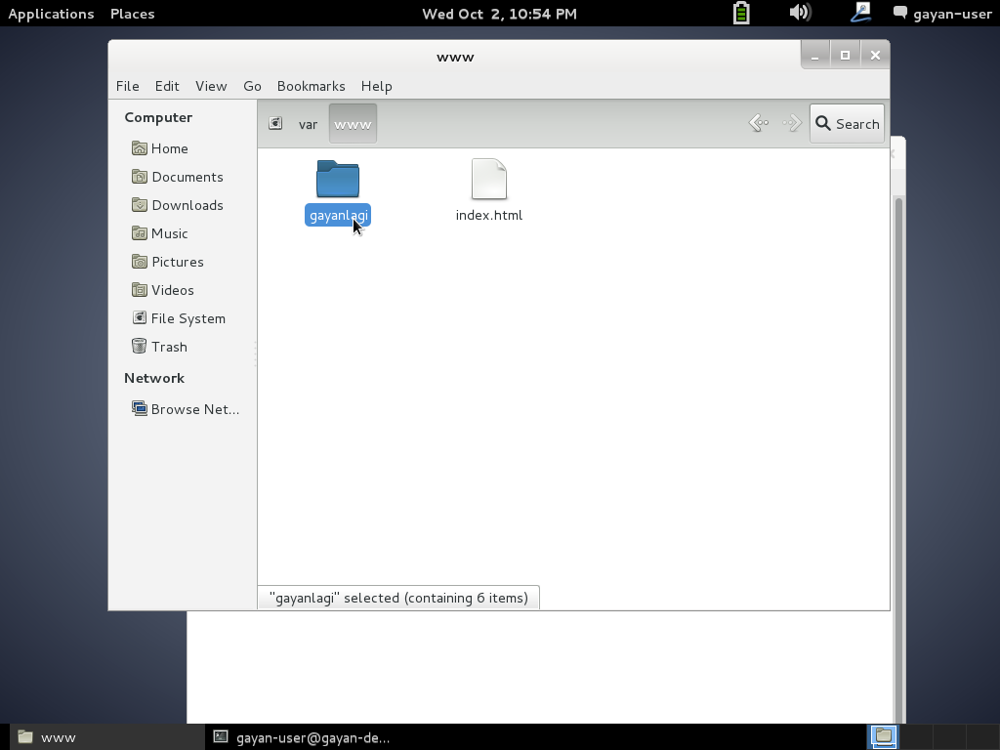 Applications Places Wed Oct 2, 10:54 PM gayan-user
www
File Edit View Go Bookmarks Help
Computer
var www Search
Home
Documents
Downloads
Music
Pictures
Videos
File System
Trash
Network
Browse Net...
gayanlagi index.html
"gayanlagi" selected (containing 6 items)
www gayan-user@gayan-de...